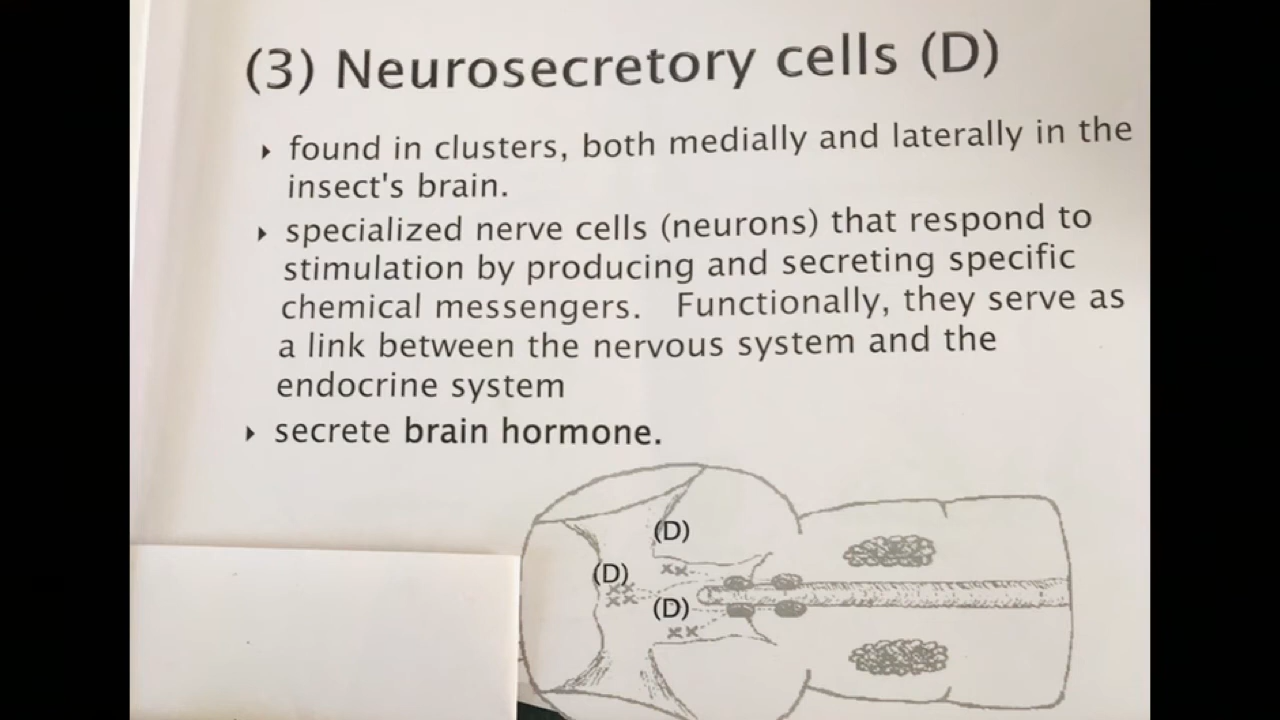 (3) Neurosecretory cells (D)
‣ found in clusters, both medially and laterally in the
insect's brain.
‣ specialized nerve cells (neurons) that respond to
stimulation by producing and secreting specific
chemical messengers. Functionally, they serve as
a link between the nervous system and the
endocrine system
‣ secrete brain hormone.
(D)
(D)
(D)